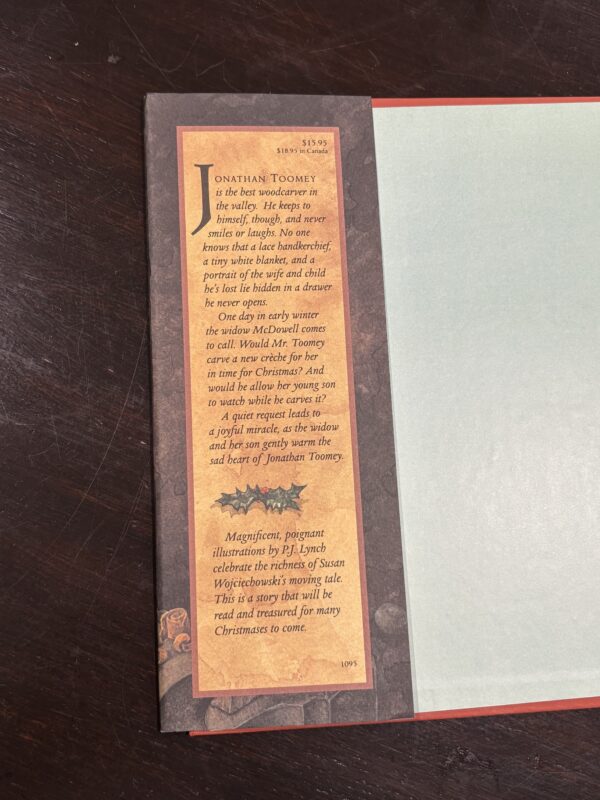 $15.95
$18.95 in Canada
JONATHAN TOOMEY
is the best woodcarver in
the valley. He keeps to
himself, though, and never
smiles or laughs. No one
knows that a lace handkerchief,
a tiny white blanket, and a
portrait of the wife and child
he's lost lie hidden in a drawer
he never opens.
One day in early winter
the widow McDowell comes
to call. Would Mr. Toomey
carve a new crèche for her
in time for Christmas? And
would he allow her young son
to watch while he carves it?
A quiet request leads to
a joyful miracle, as the widow
and her son gently warm the
sad heart of Jonathan Toomey.
Magnificent, poignant
illustrations by P.J. Lynch
celebrate the richness of Susan
Wojciechowski's moving tale.
This is a story that will be
read and treasured for many
Christmases to come.
1095